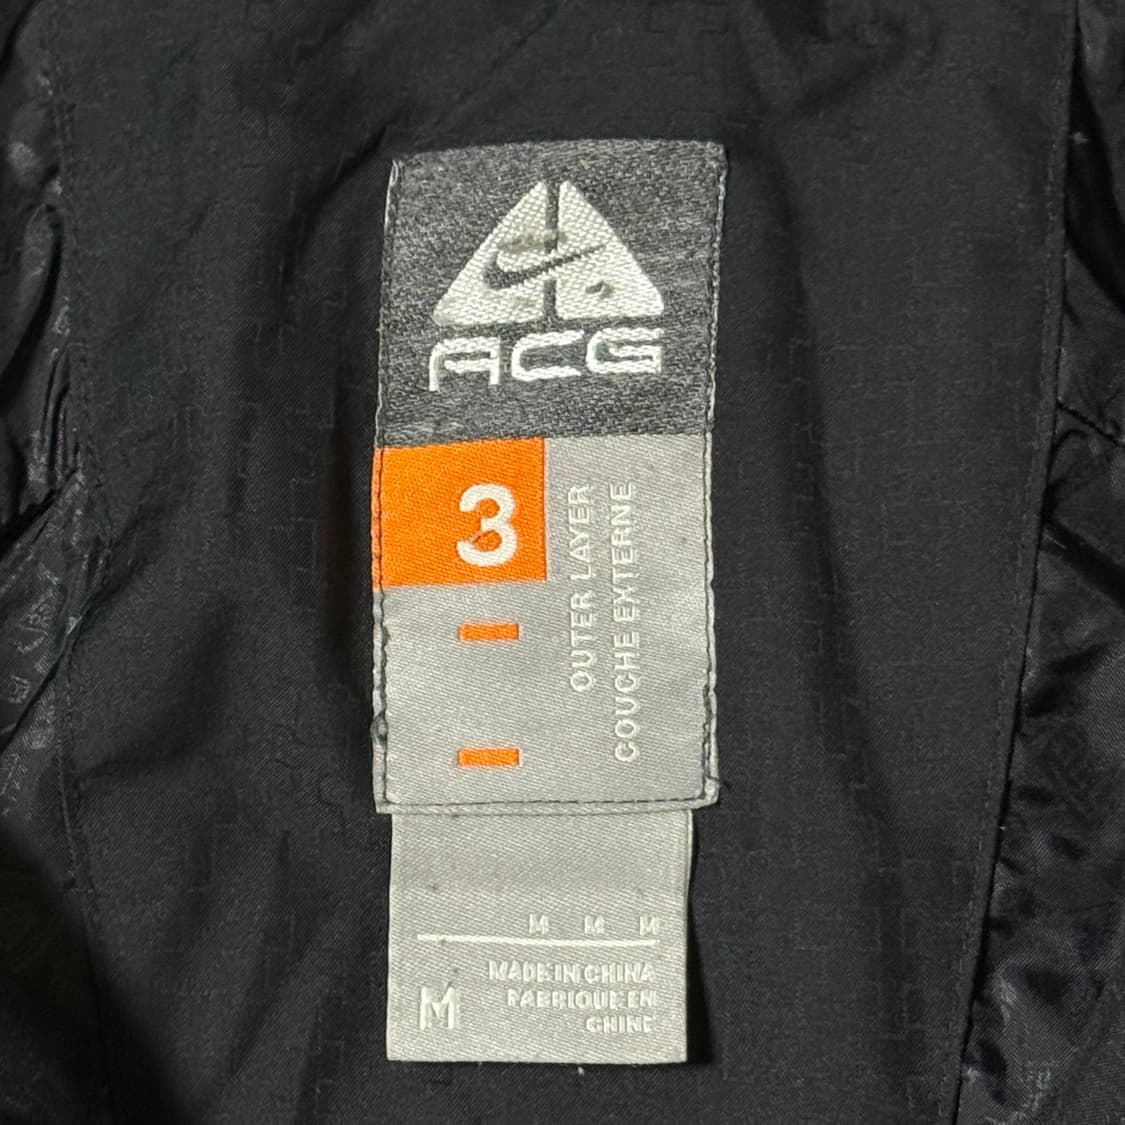 ACG
3
OUTER LAYER
COUCHE EXTERNE
M M M
M
MADE IN CHINA
FABRIQUE EN
CHINE